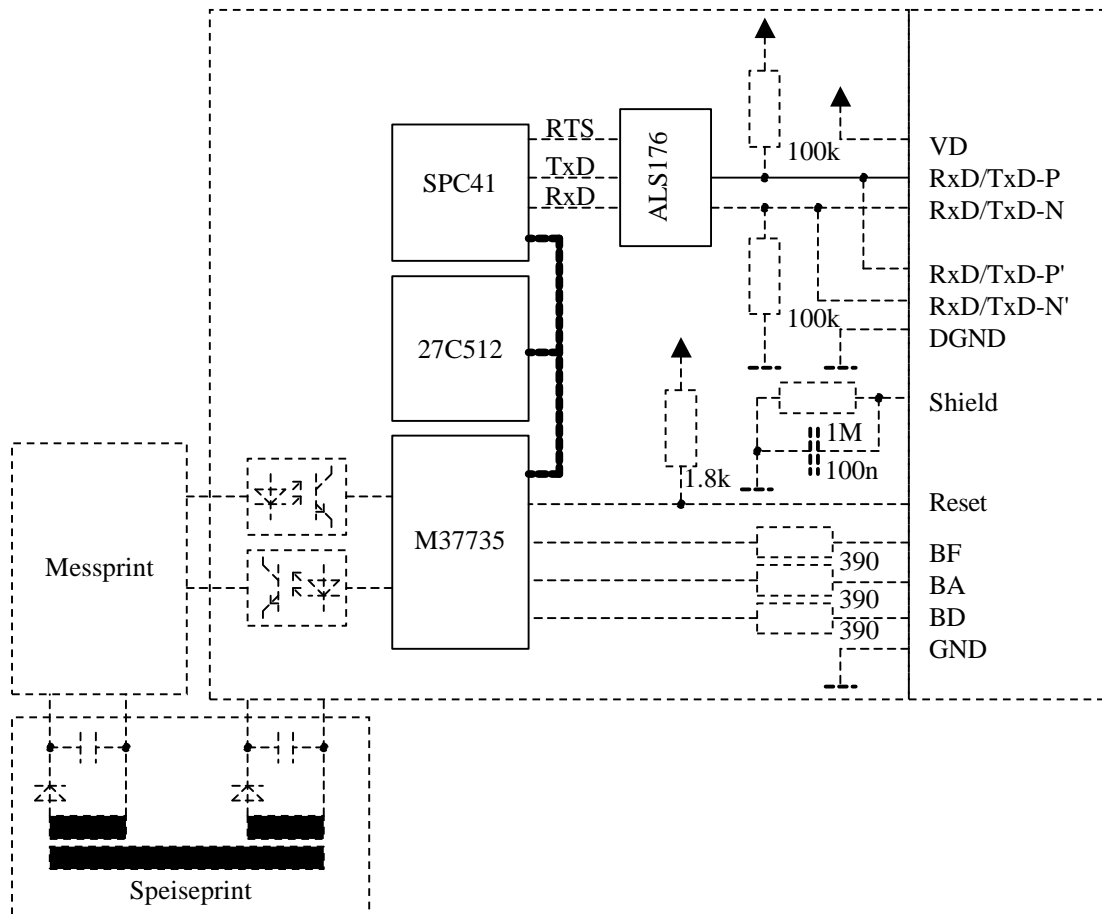 RTS
TxD
RxD
SPC41
ALS176
100k
VD
RxD/TxD-P
RxD/TxD-N
RxD/TxD-P'
RxD/TxD-N'
100k
DGND
27C512
Shield
1M
100n
1.8k
Reset
M37735
Messprint
390
BF
390
BA
390
BD
GND
Speiseprint